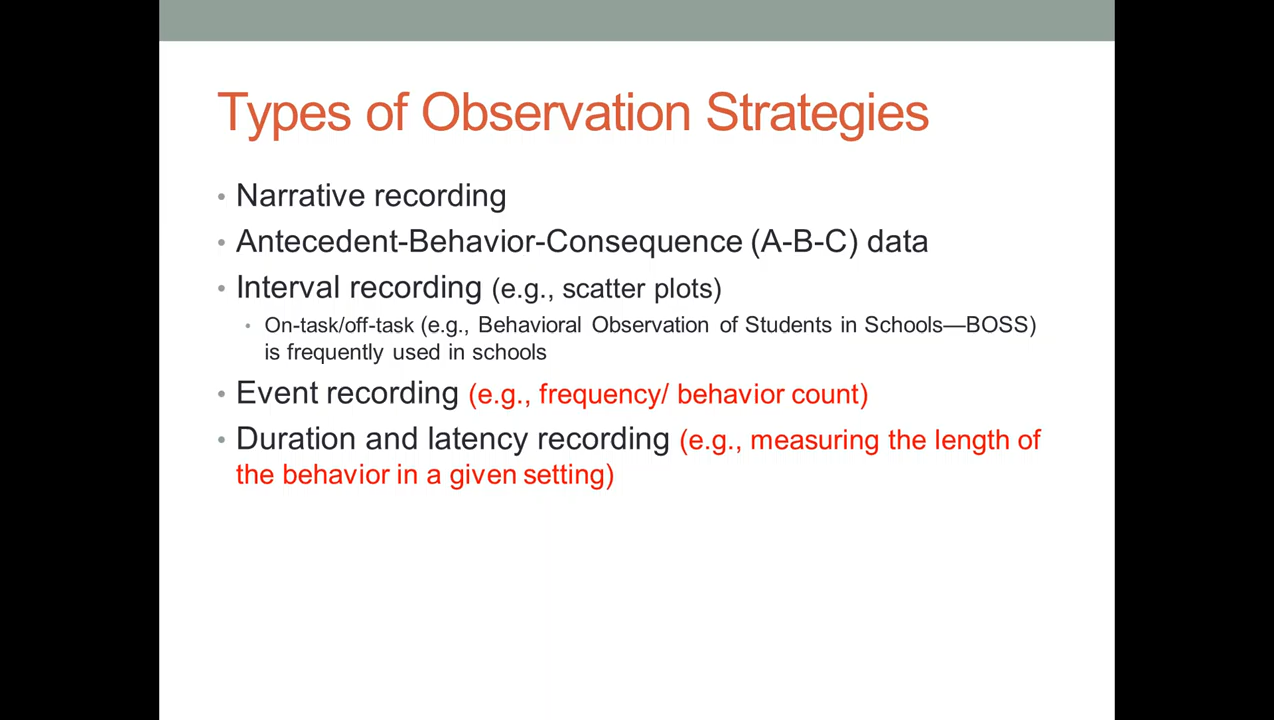 Types of Observation Strategies
• Narrative recording
• Antecedent-Behavior-Consequence (A-B-C) data
• Interval recording (e.g., scatter plots)
• On-task/off-task (e.g., Behavioral Observation of Students in Schools—BOSS)
is frequently used in schools
• Event recording (e.g., frequency/ behavior count)
• Duration and latency recording (e.g., measuring the length of
the behavior in a given setting)